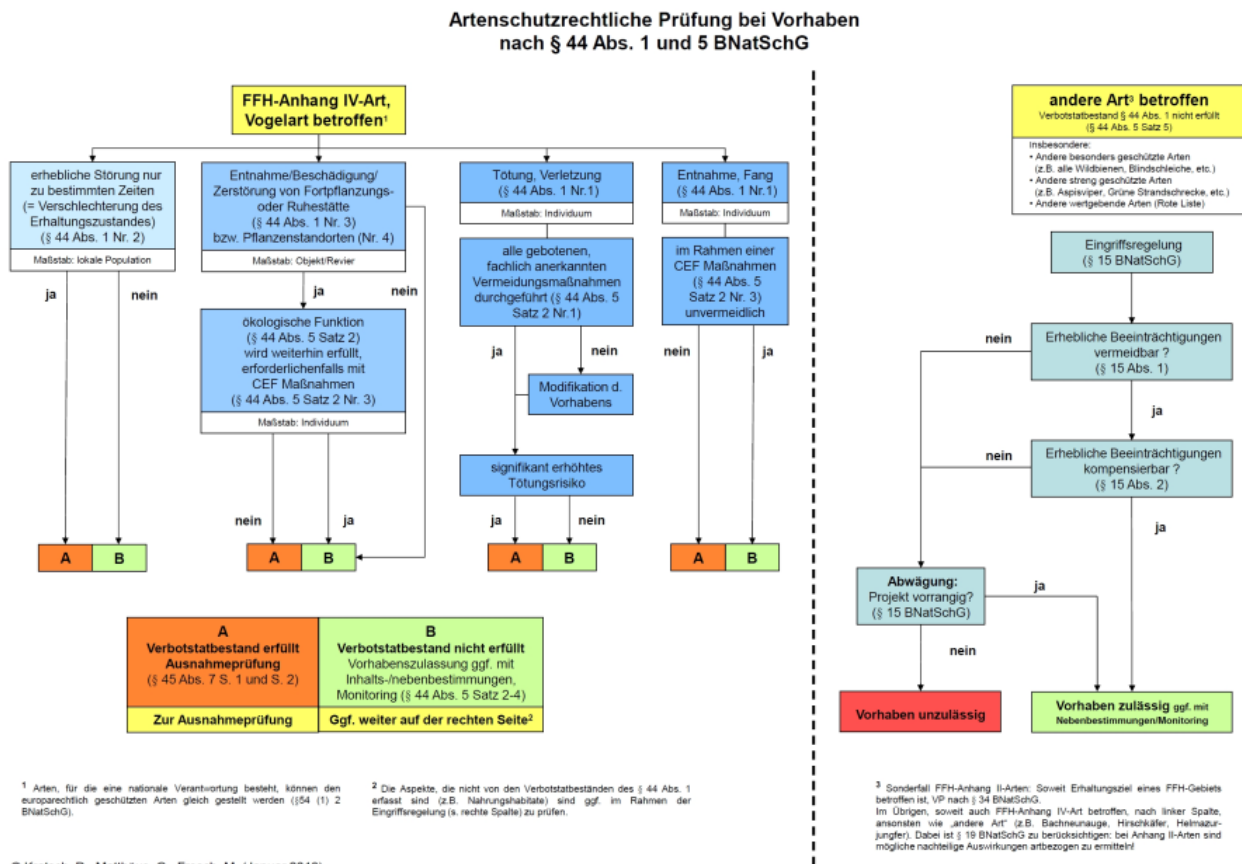 Artenschutzrechtliche Prüfung bei Vorhaben
nach § 44 Abs. 1 und 5 BNatSchG
FFH-Anhang IV-Art,
Vogelart betroffen¹
erhebliche Störung nur
zu bestimmten Zeiten
(= Verschlechterung des
Erhaltungszustandes)
(§ 44 Abs. 1 Nr. 2)
Maßstab: lokale Population
ja
nein
Entnahme/Beschädigung/
Zerstörung von Fortpflanzungs-
oder Ruhestätte
(§ 44 Abs. 1 Nr. 3)
bzw. Pflanzenstandorten (Nr. 4)
Maßstab: Objekt/Revier
ja
nein
ökologische Funktion
(§ 44 Abs. 5 Satz 2)
wird weiterhin erfüllt,
erforderlichenfalls mit
CEF Maßnahmen
(§ 44 Abs. 5 Satz 2 Nr. 3)
Maßstab: Individuum
nein
ja
Tötung, Verletzung
(§ 44 Abs. 1 Nr.1)
Maßstab: Individuum
alle gebotenen,
fachlich anerkannten
Vermeidungsmaßnahmen
durchgeführt (§ 44 Abs. 5
Satz 2 Nr.1)
ja
nein
Modifikation d.
Vorhabens
signifikant erhöhtes
Tötungsrisiko
ja
nein
Entnahme, Fang
(§ 44 Abs. 1 Nr.1)
Maßstab: Individuum
im Rahmen einer
CEF Maßnahmen
(§ 44 Abs. 5
Satz 2 Nr. 3)
unvermeidlich
nein
ja
A B
A B
A B
A B
A
Verbotstatbestand erfüllt
Ausnahmeprüfung
(§ 45 Abs. 7 S. 1 und S. 2)
Zur Ausnahmeprüfung
B
Verbotstatbestand nicht erfüllt
Vorhabenszulassung ggf. mit
Inhalts-/nebenbestimmungen,
Monitoring (§ 44 Abs. 5 Satz 2-4)
Ggf. weiter auf der rechten Seite²
¹ Arten, für die eine nationale Verantwortung besteht, können den
europarechtlich geschützten Arten gleich gestellt werden (§54 (1) 2
BNatSchG).
² Die Aspekte, die nicht von den Verbotstatbeständen des § 44 Abs. 1
erfasst sind (z.B. Nahrungshabitate) sind ggf. im Rahmen der
Eingriffsregelung (s. rechte Spalte) zu prüfen.
andere Art³ betroffen
Verbotstatbestand § 44 Abs. 1 nicht erfüllt
(§ 44 Abs. 5 Satz 5)
Insbesondere:
• Andere besonders geschützte Arten
(z.B. alle Wildbienen, Blindschleiche, etc.)
• Andere streng geschützte Arten
(z.B. Aspisviper, Grüne Strandschrecke, etc.)
• Andere wertgebende Arten (Rote Liste)
Eingriffsregelung
(§ 15 BNatSchG)
Erhebliche Beeinträchtigungen
vermeidbar ?
(§ 15 Abs. 1)
nein
ja
Erhebliche Beeinträchtigungen
kompensierbar ?
(§ 15 Abs. 2)
nein
ja
Abwägung:
Projekt vorrangig?
(§ 15 BNatSchG)
ja
nein
Vorhaben unzulässig
Vorhaben zulässig ggf. mit
Nebenbestimmungen/Monitoring
³ Sonderfall FFH-Anhang II-Arten: Soweit Erhaltungsziel eines FFH-Gebiets
betroffen ist, VP nach § 34 BNatSchG.
Im Übrigen, soweit auch FFH-Anhang IV-Art betroffen, nach linker Spalte,
ansonsten wie „andere Art" (z.B. Bachneunauge, Hirschkäfer, Helmazur-
jungfer). Dabei ist § 19 BNatSchG zu berücksichtigen: bei Anhang II-Arten sind
mögliche nachteilige Auswirkungen artbezogen zu ermitteln!